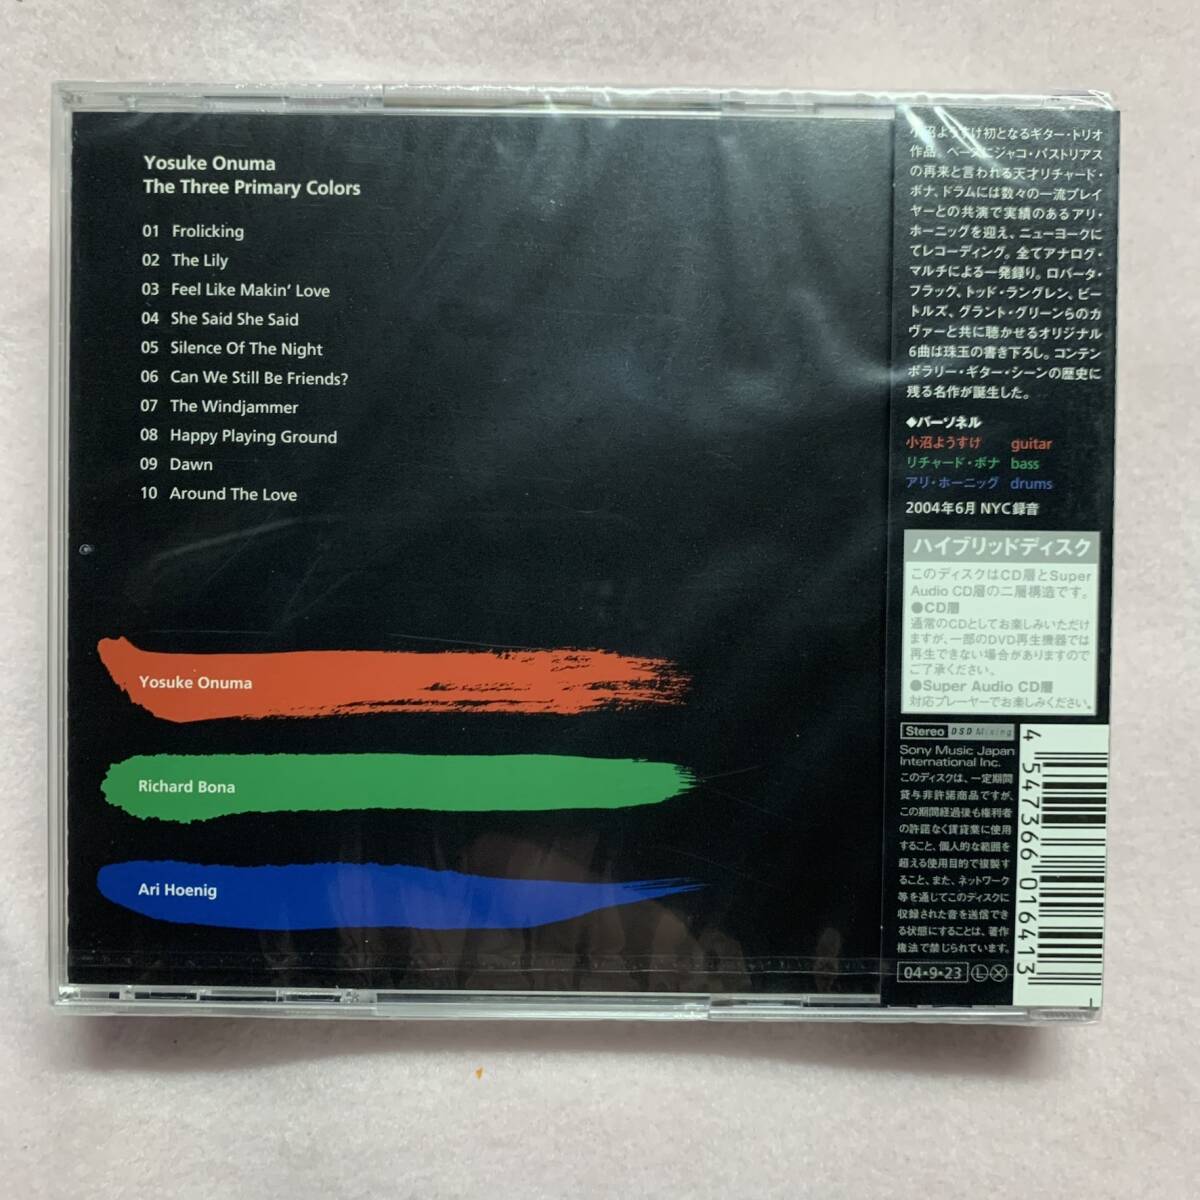 Yosuke Onuma
The Three Primary Colors
01 Frolicking
02 The Lily
03 Feel Like Makin' Love
04 She Said She Said
05 Silence Of The Night
06 Can We Still Be Friends?
07 The Windjammer
08 Happy Playing Ground
09 Dawn
10 Around The Love
Yosuke Onuma
Richard Bona
Ari Hoenig
小沼ようすけ初となるギター・トリオ
作品。ベースにジャコ・パストリアス
の再来と言われる天才リチャード・
ボナ、ドラムには数々の一流プレイ
ヤーとの共演で実績のあるアリ・
ホーニッグを迎え、ニューヨークに
てレコーディング。全てアナログ・
マルチによる一発録り。ロバータ・
フラック、トッド・ラングレン、ビー
トルズ、グラント・グリーンらのカ
ヴァーと共に聴かせるオリジナル
6曲は珠玉の書き下ろし。コンテン
ポラリー・ギター・シーンの歴史に
残る名作が誕生した。
◆パーソネル
小沼ようすけ guitar
リチャード・ボナ bass
アリ・ホーニッグ drums
2004年6月 NYC録音
ハイブリッドディスク
このディスクはCD層とSuper
Audio CD層の二層構造です。
●CD層
通常のCDとしてお楽しみいただけ
ますが、一部のDVD再生機器では
再生できない場合がありますので
ご了承ください。
●Super Audio CD層
対応プレーヤーでお楽しみください。
Stereo DSD Mixing
Sony Music Japan
International Inc.
このディスクは、一定期間
貸与非許諾商品ですが、
この期間経過後も権利者
の許諾なく賃貸業に使用
すること、個人的な範囲を
超える使用目的で複製す
ること、また、ネットワーク
等を通じてこのディスクに
収録された音を送信でき
る状態にすることは、著作
権法で禁じられています。
04・9・23 Ⓛ Ⓧ
4 547366 016413